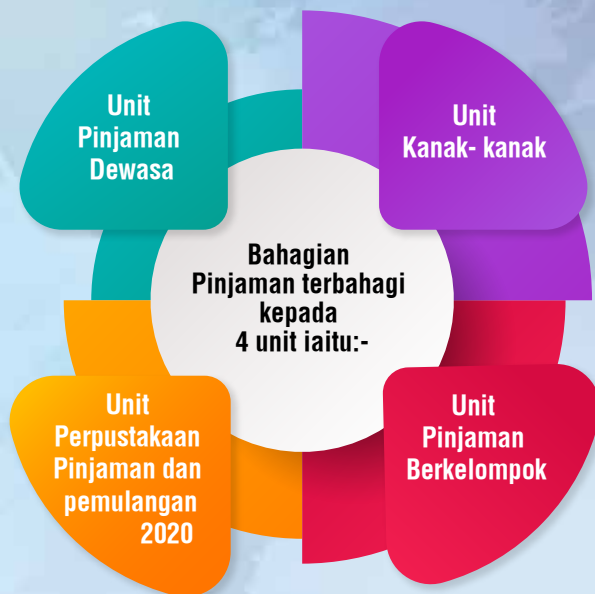 Unit
Pinjaman
Dewasa
Unit
Kanak- kanak
Bahagian
Pinjaman terbahagi
kepada
4 unit iaitu:-
Unit
Perpustakaan
Pinjaman dan
pemulangan
2020
Unit
Pinjaman
Berkelompok